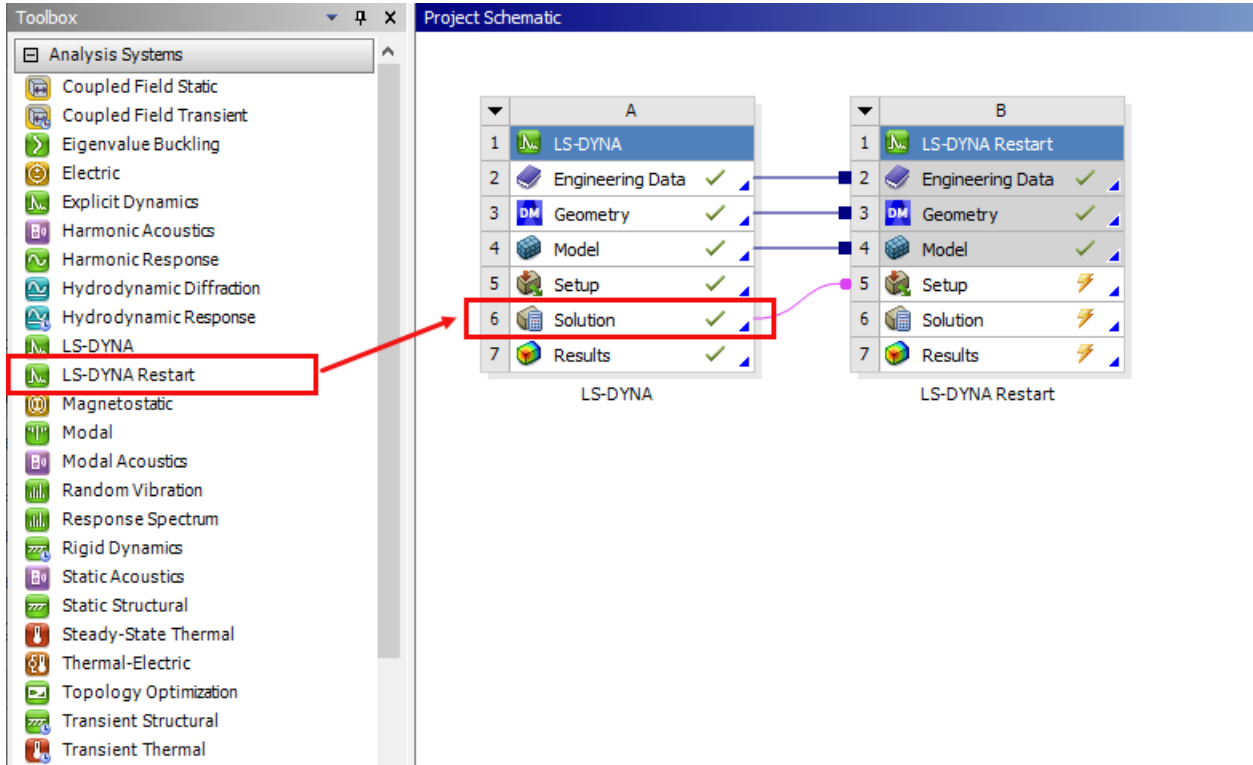 Toolbox
Analysis Systems
Coupled Field Static
Coupled Field Transient
Eigenvalue Buckling
Electric
Explicit Dynamics
Harmonic Acoustics
Harmonic Response
Hydrodynamic Diffraction
Hydrodynamic Response
LS-DYNA
LS-DYNA Restart
Magnetostatic
Modal
Modal Acoustics
Random Vibration
Response Spectrum
Rigid Dynamics
Static Acoustics
Static Structural
Steady-State Thermal
Thermal-Electric
Topology Optimization
Transient Structural
Transient Thermal
Project Schematic
A
1 LS-DYNA
2 Engineering Data
3 DM Geometry
4 Model
5 Setup
6 Solution
7 Results
LS-DYNA
B
1 LS-DYNA Restart
2 Engineering Data
3 DM Geometry
4 Model
5 Setup
6 Solution
7 Results
LS-DYNA Restart